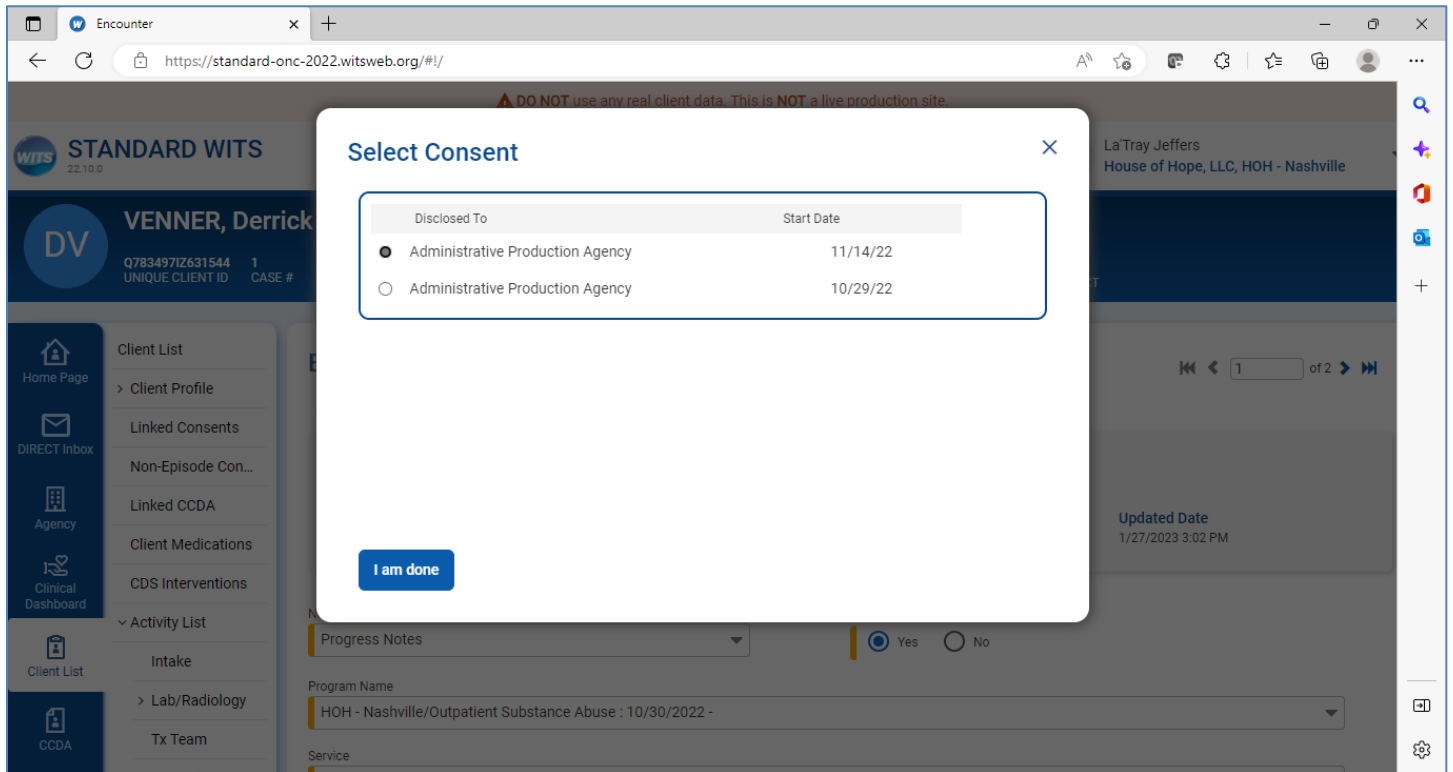 Encounter
https://standard-onc-2022.witsweb.org/#!/
DO NOT use any real client data. This is NOT a live production site.
WITS
STANDARD WITS
22.10.0
La'Tray Jeffers
House of Hope, LLC, HOH - Nashville
DV
VENNER, Derrick
Q783497IZ631544 1
UNIQUE CLIENT ID CASE #
Select Consent
Disclosed To Start Date
Administrative Production Agency 11/14/22
Administrative Production Agency 10/29/22
I am done
Home Page
DIRECT Inbox
Agency
Clinical
Dashboard
Client List
CCDA
Client List
Client Profile
Linked Consents
Non-Episode Con...
Linked CCDA
Client Medications
CDS Interventions
Activity List
Intake
Lab/Radiology
Tx Team
1 of 2
Updated Date
1/27/2023 3:02 PM
Progress Notes
Yes No
Program Name
HOH - Nashville/Outpatient Substance Abuse : 10/30/2022 -
Service